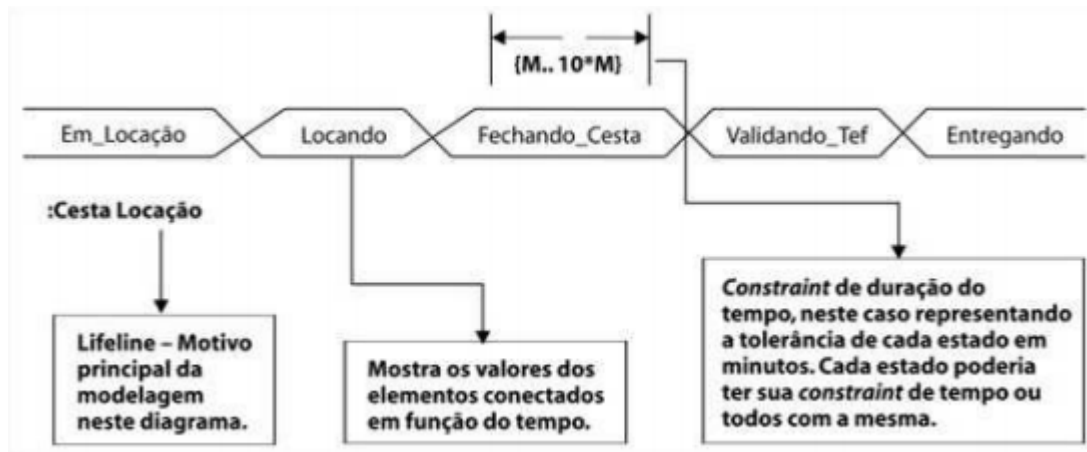 {M.. 10*M}
Em_Locação
Locando
Fechando_Cesta
Validando_Tef
Entregando
:Cesta Locação
Lifeline – Motivo
principal da
modelagem
neste diagrama.
Mostra os valores dos
elementos conectados
em função do tempo.
Constraint de duração do
tempo, neste caso representando
a tolerância de cada estado em
minutos. Cada estado poderia
ter sua constraint de tempo ou
todos com a mesma.